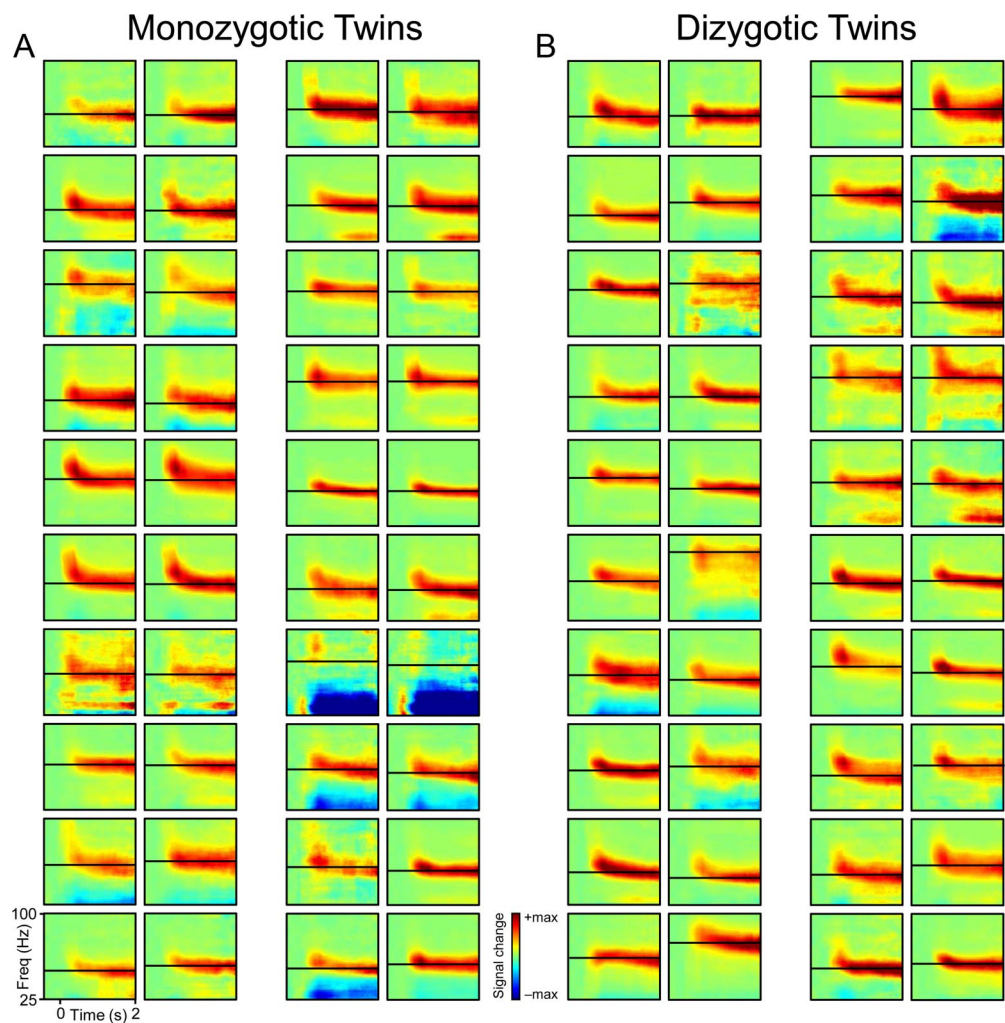 A
Monozygotic Twins
B
Dizygotic Twins
100
Freq (Hz)
25
0 Time (s) 2
Signal change
+max
−max